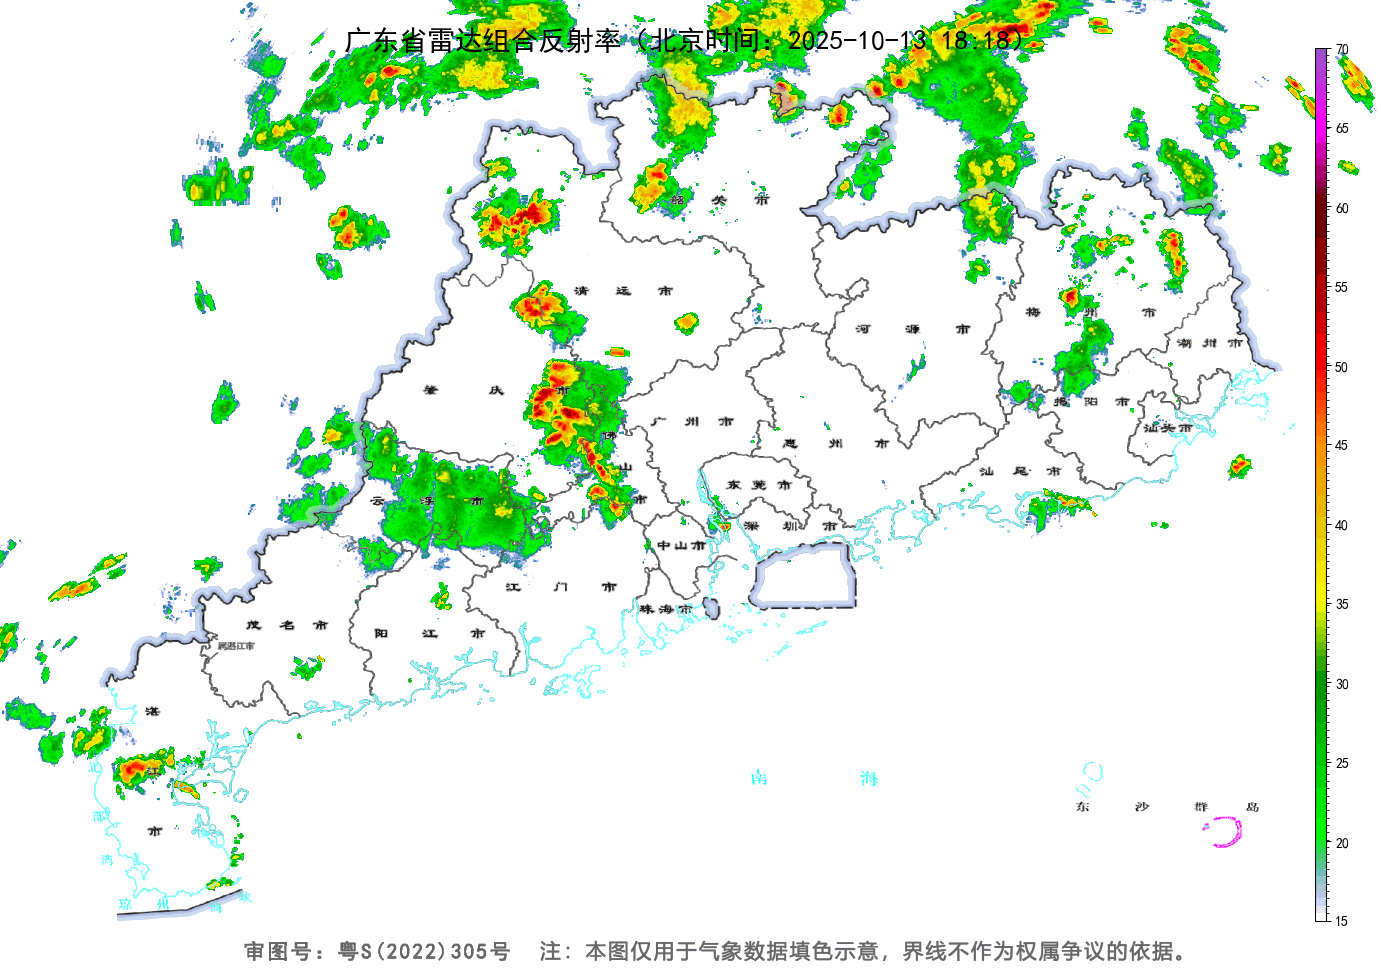 广东省雷达组合反射率 (北京时间: 2025-10-13 18:18)
70
65
60
55
50
45
40
35
30
25
20
15
韶 关 市
清 远 市
梅 州 市
河 源 市
潮 州 市
肇 庆 市
揭 阳 市
广 州 市
汕头市
佛 山 市
惠 州 市
汕 尾 市
东 莞 市
云 浮 市
深 圳 市
中山市
江 门 市
珠海市
茂 名 市
阳 江 市
属湛江市
湛 江 市
北 部 湾
南 海
东 沙 群 岛
琼 州 海 峡
审图号: 粤S(2022)305号 注: 本图仅用于气象数据填色示意, 界线不作为权属争议的依据。